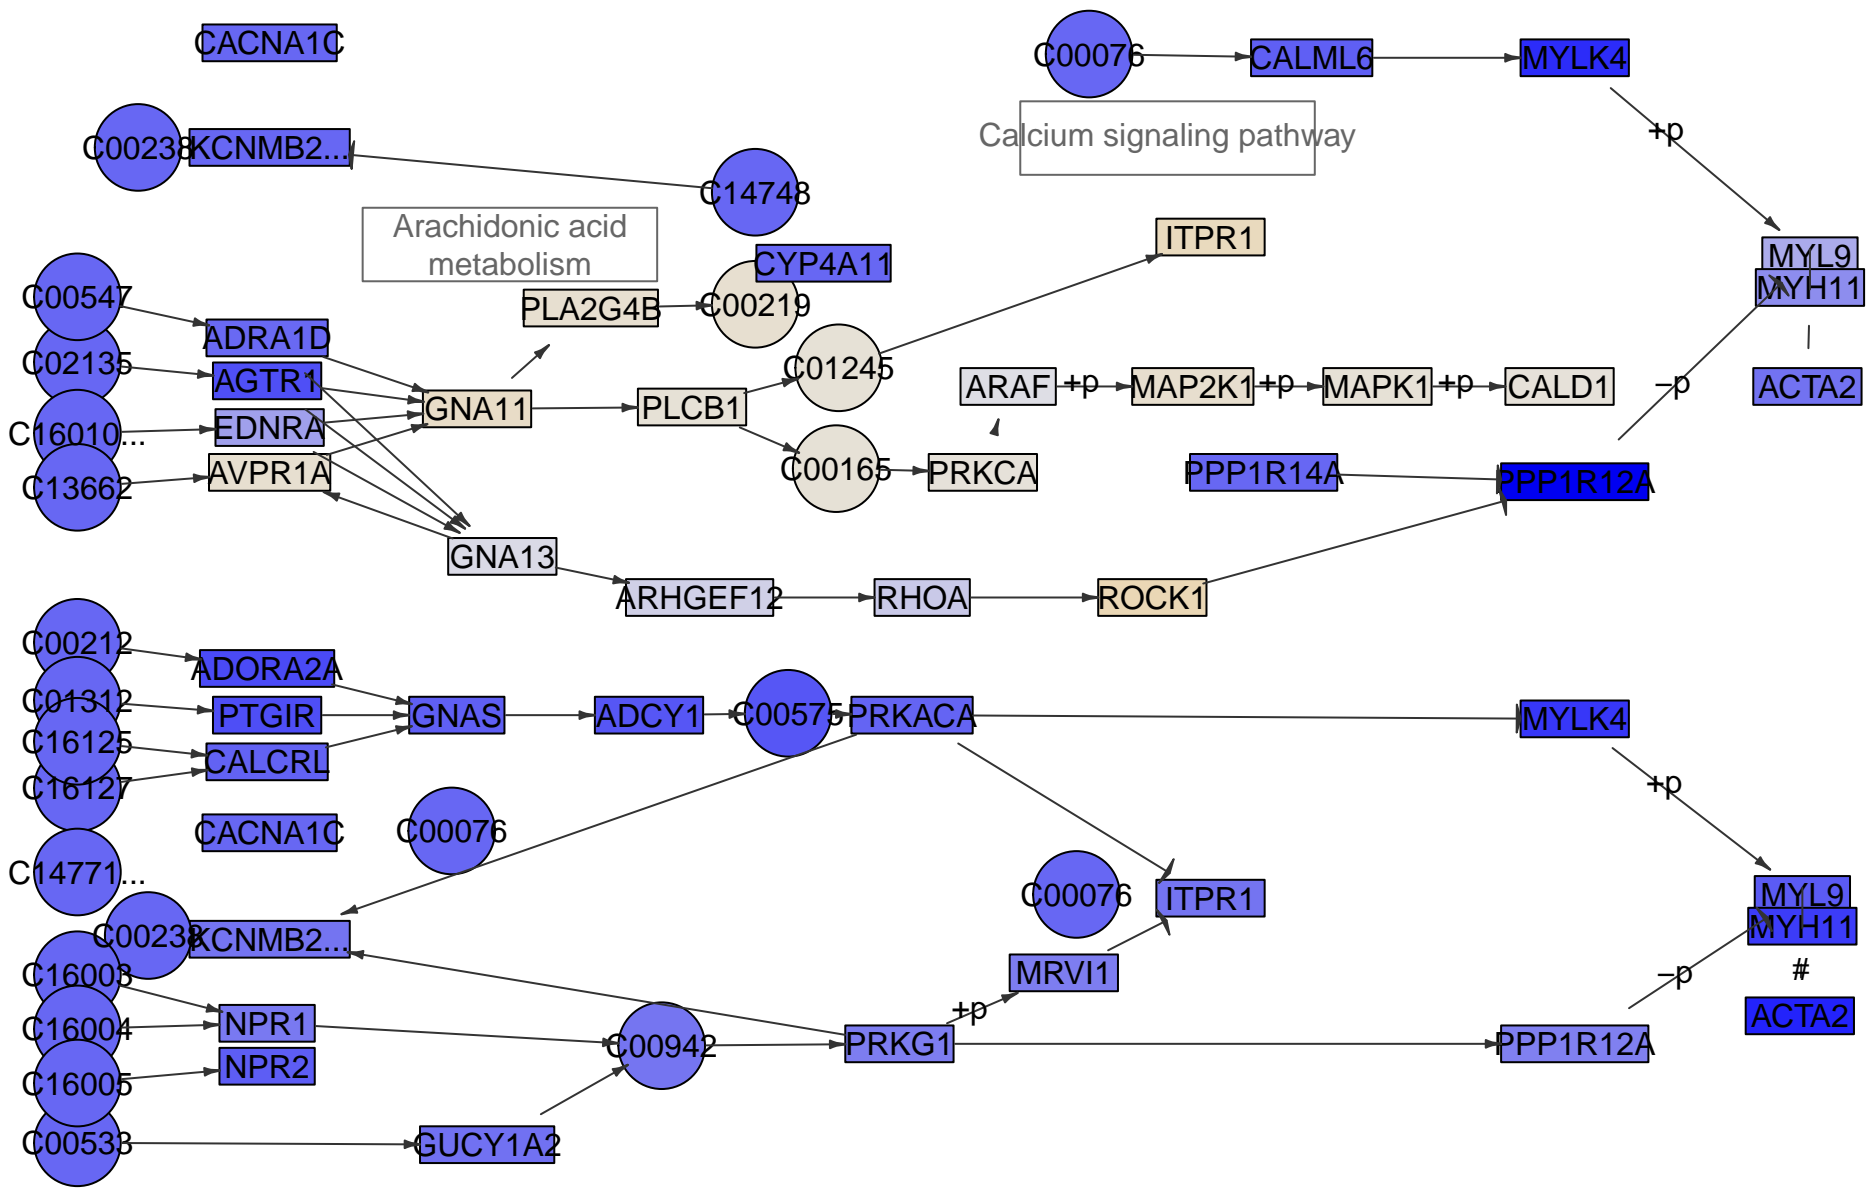 CACNA1C
C00076
CALML6
MYLK4
+p
Calcium signaling pathway
C00238
KCNMB2...
C14748
Arachidonic acid
metabolism
ITPR1
CYP4A11
MYL9
MYH11
C00547
PLA2G4B
C00219
ADRA1D
C02135
AGTR1
C01245
GNA11
PLCB1
ARAF
+p
MAP2K1
+p
MAPK1
+p
CALD1
–p
ACTA2
C16010...
EDNRA
AVPR1A
C13662
C00165
PRKCA
PPP1R14A
PPP1R12A
GNA13
ARHGEF12
RHOA
ROCK1
C00212
ADORA2A
C01312
PTGIR
GNAS
ADCY1
C00575
PRKACA
MYLK4
C16125
CALCRL
C16127
+p
CACNA1C
C00076
C14771...
C00076
ITPR1
MYL9
MYH11
C00238
KCNMB2...
C16003
MRVI1
–p
#
+p
ACTA2
C16004
NPR1
C00942
PRKG1
PPP1R12A
NPR2
C16005
C00533
GUCY1A2